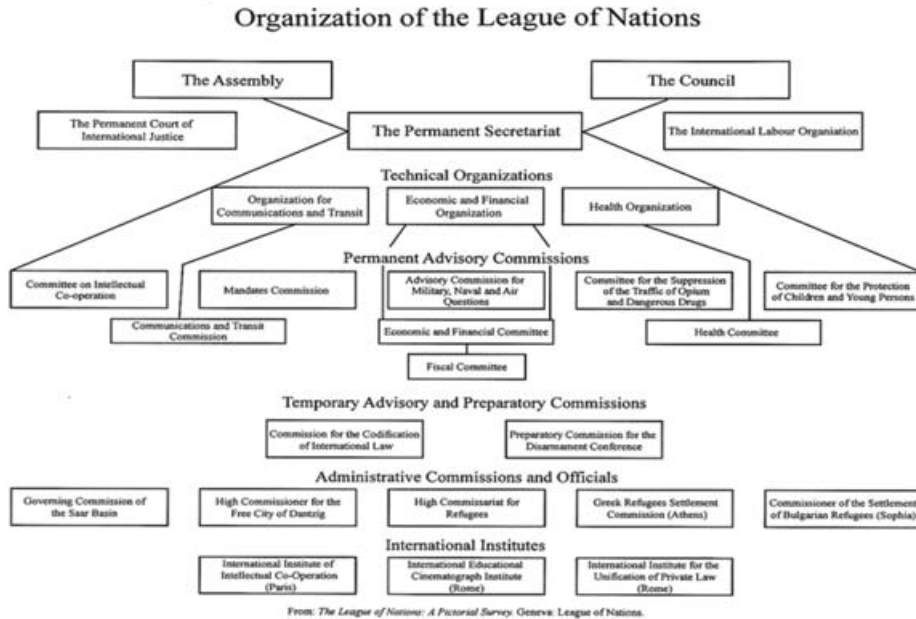 Organization of the League of Nations
The Assembly
The Council
The Permanent Court of
International Justice
The Permanent Secretariat
The International Labour Organiation
Technical Organizations
Organization for
Communications and Transit
Economic and Financial
Organization
Health Organization
Permanent Advisory Commissions
Committee on Intellectual
Co-operation
Mandates Commission
Advisory Commission for
Military, Naval and Air
Questions
Committee for the Suppression
of the Traffic of Opium
and Dangerous Drugs
Committee for the Protection
of Children and Young Persons
Communications and Transit
Commission
Economic and Financial Committee
Health Committee
Fiscal Committee
Temporary Advisory and Preparatory Commissions
Commission for the Codification
of International Law
Preparatory Commission for the
Disarmament Conference
Administrative Commissions and Officials
Governing Commission of
the Saar Basin
High Commissioner for the
Free City of Dantzig
High Commissariat for
Refugees
Greek Refugees Settlement
Commission (Athens)
Commissioner of the Settlement
of Bulgarian Refugees (Sophia)
International Institutes
International Institute of
Intellectual Co-Operation
(Paris)
International Educational
Cinematograph Institute
(Rome)
International Institute for the
Unification of Private Law
(Rome)
From: The League of Nations: A Pictorial Survey. Geneva: League of Nations.